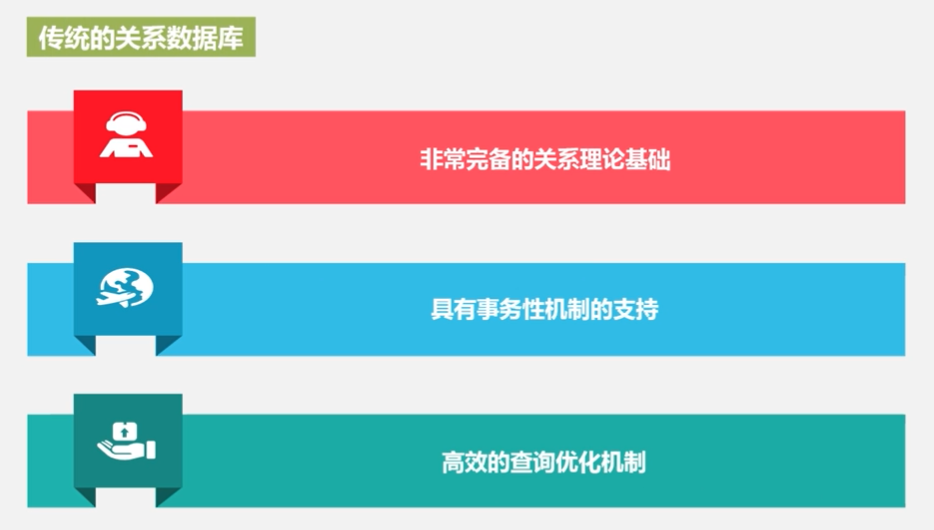 传统的关系数据库
非常完备的关系理论基础
具有事务性机制的支持
高效的查询优化机制